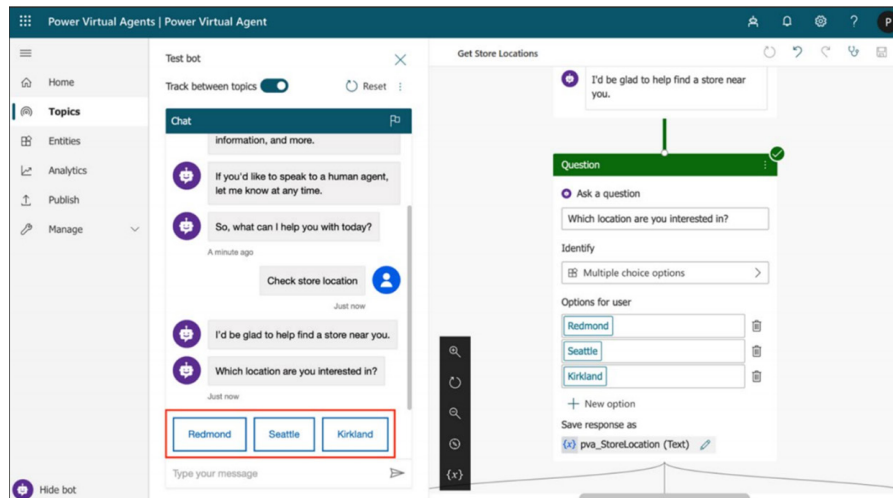 Power Virtual Agents | Power Virtual Agent
?
P
Home
Topics
Entities
Analytics
Publish
Manage
Hide bot
Test bot
Track between topics
Reset
Chat
information, and more.
If you'd like to speak to a human agent,
let me know at any time.
So, what can I help you with today?
A minute ago
Check store location
Just now
I'd be glad to help find a store near you.
Which location are you interested in?
Just now
Redmond
Seattle
Kirkland
Type your message
Get Store Locations
I'd be glad to help find a store near
you.
Question
Ask a question
Which location are you interested in?
Identify
Multiple choice options
Options for user
Redmond
Seattle
Kirkland
+ New option
Save response as
{x} pva_StoreLocation (Text)
{x}